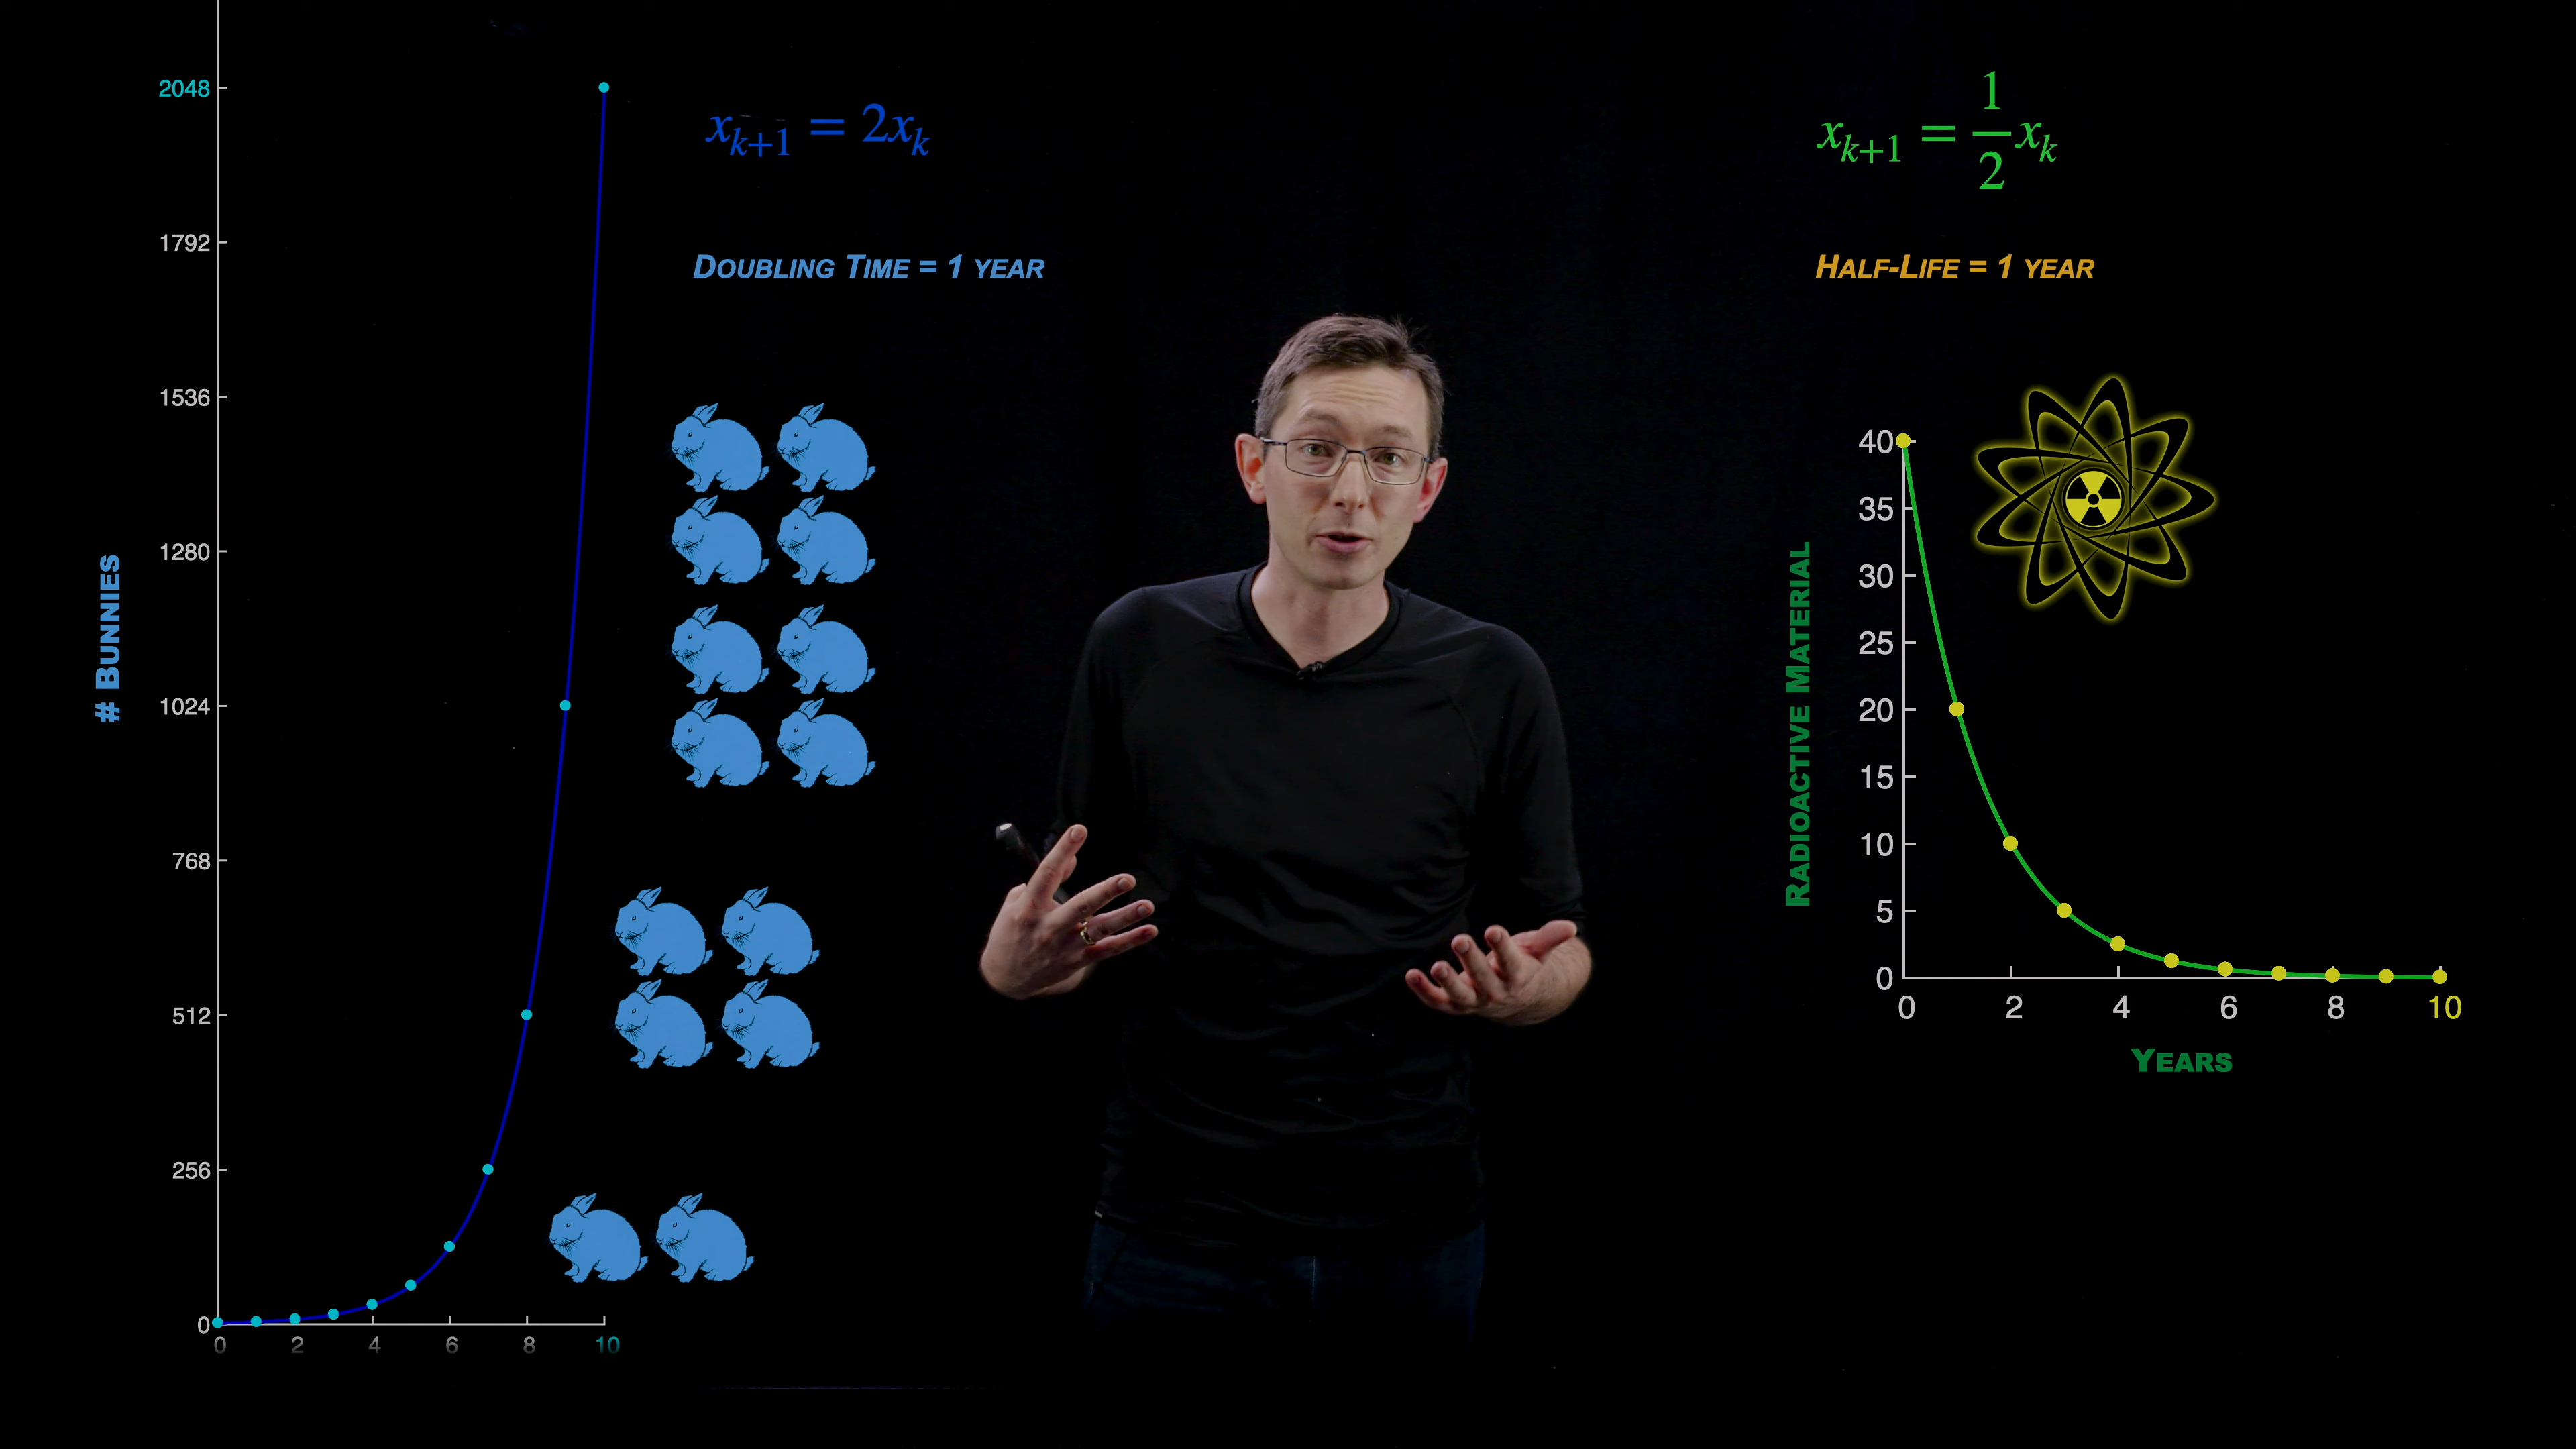 2048
1792
1536
1280
1024
768
512
256
0
0 2 4 6 8 10
# BUNNIES
x_{k+1} = 2x_k
DOUBLING TIME = 1 YEAR
x_{k+1} = \frac{1}{2}x_k
HALF-LIFE = 1 YEAR
RADIOACTIVE MATERIAL
40
35
30
25
20
15
10
5
0
0 2 4 6 8 10
YEARS